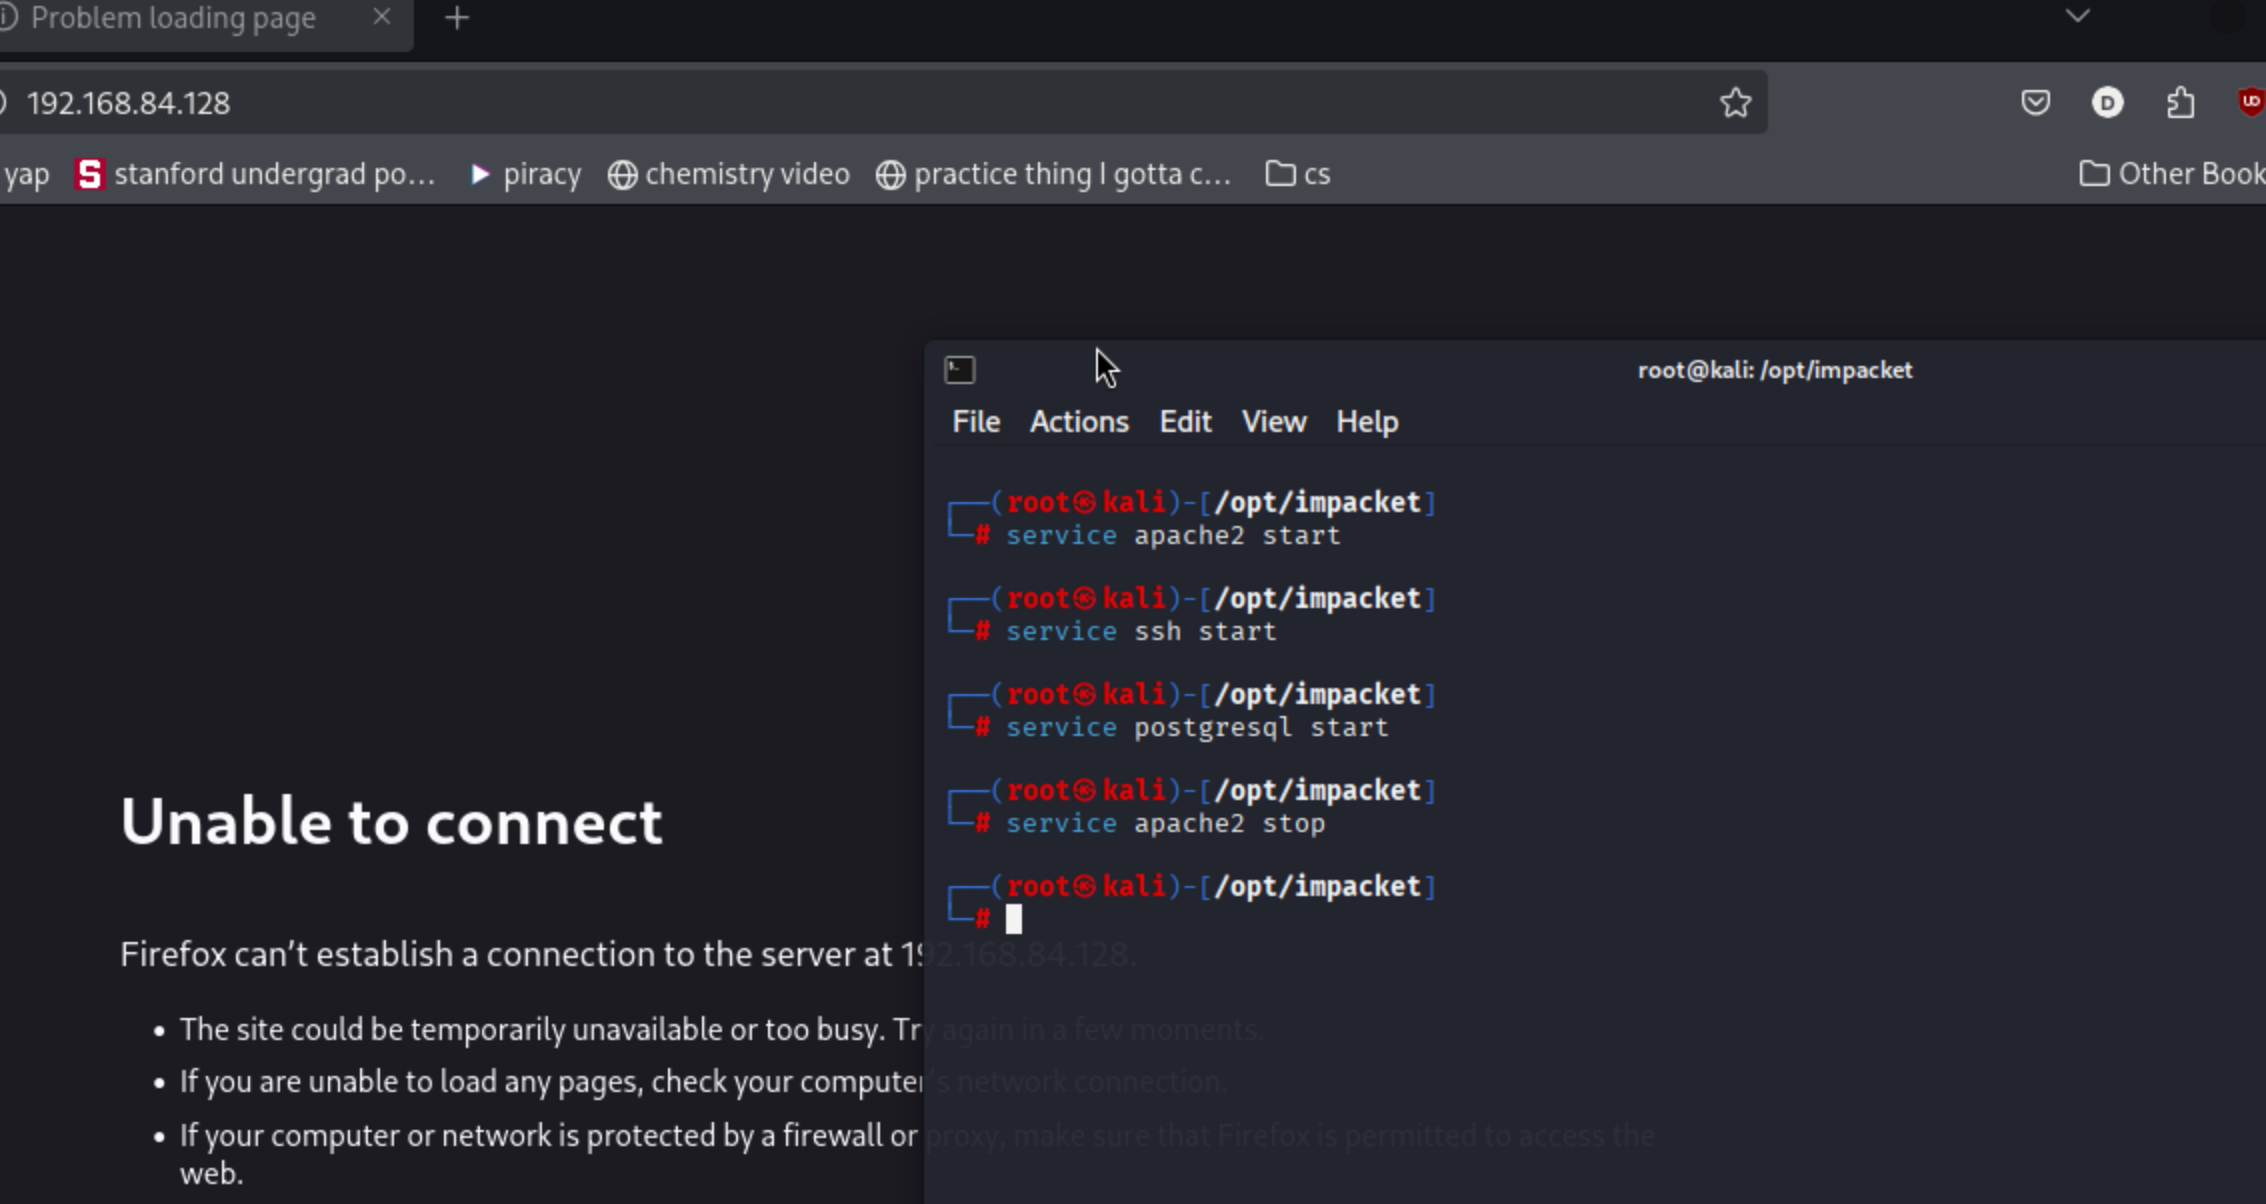 Problem loading page
192.168.84.128
yap
stanford undergrad po...
piracy
chemistry video
practice thing I gotta c...
cs
Other Book
root@kali: /opt/impacket
File Actions Edit View Help
(root㉿kali)-[/opt/impacket]
# service apache2 start
(root㉿kali)-[/opt/impacket]
# service ssh start
(root㉿kali)-[/opt/impacket]
# service postgresql start
(root㉿kali)-[/opt/impacket]
# service apache2 stop
(root㉿kali)-[/opt/impacket]
#
Unable to connect
Firefox can't establish a connection to the server at 192.168.84.128.
• The site could be temporarily unavailable or too busy. Try again in a few moments.
• If you are unable to load any pages, check your computer's network connection.
• If your computer or network is protected by a firewall or proxy, make sure that Firefox is permitted to access the
web.